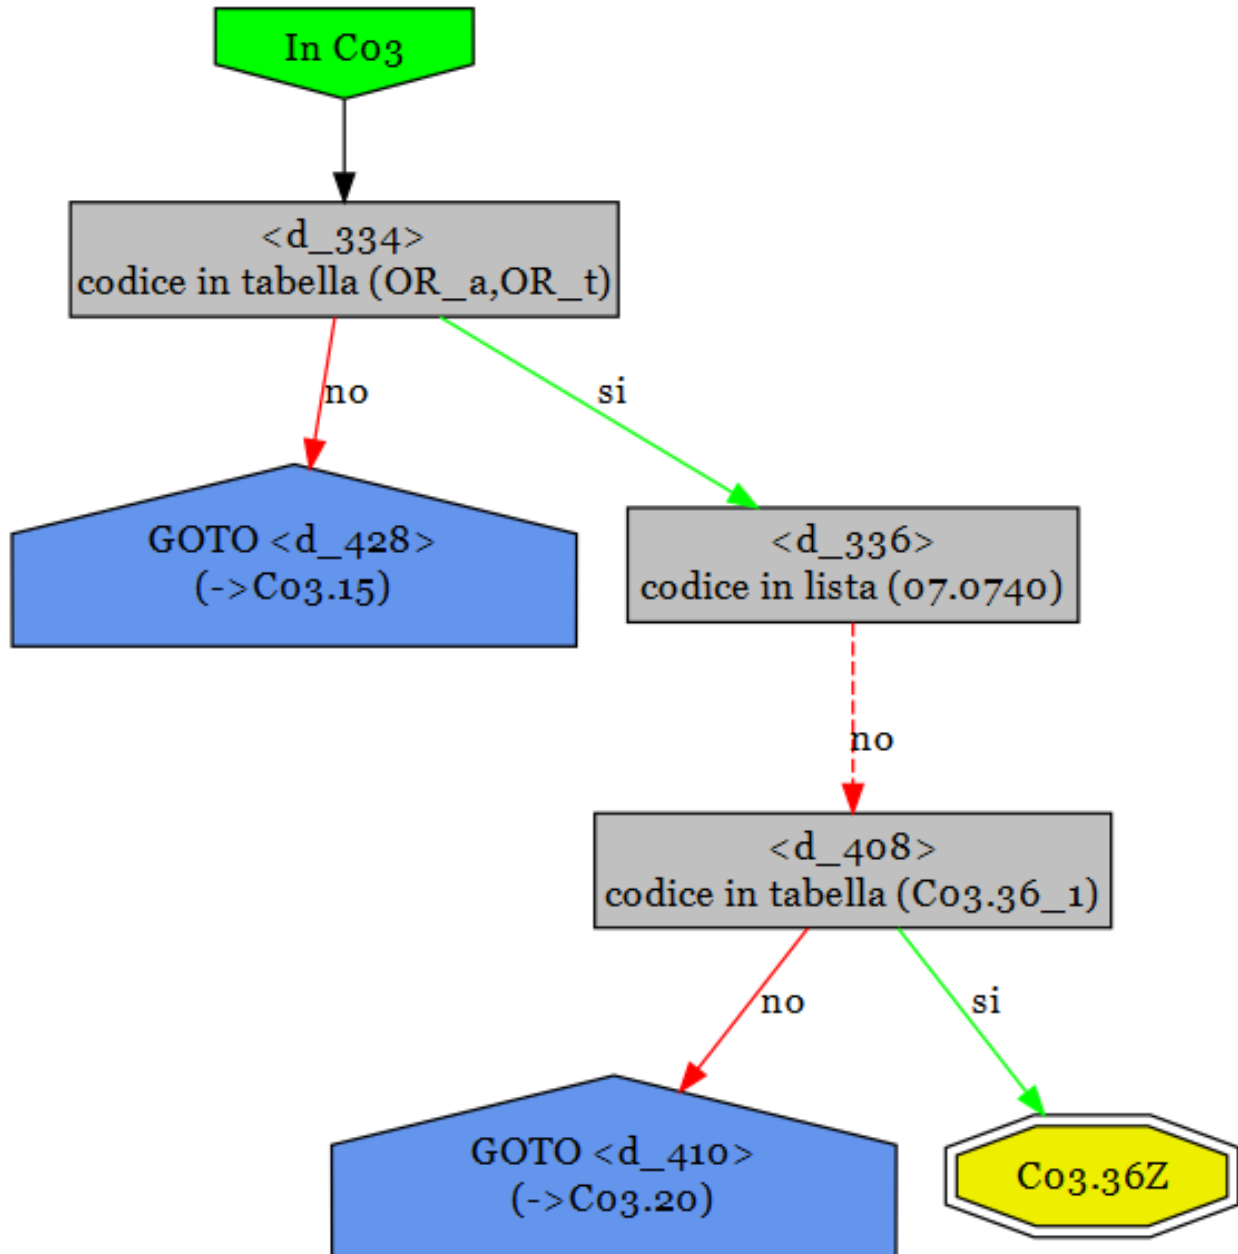 In C03
<d_334>
codice in tabella (OR_a,OR_t)
no
si
GOTO <d_428>
(->C03.15)
<d_336>
codice in lista (07.0740)
no
<d_408>
codice in tabella (C03.36_1)
no
si
GOTO <d_410>
(->C03.20)
C03.36Z